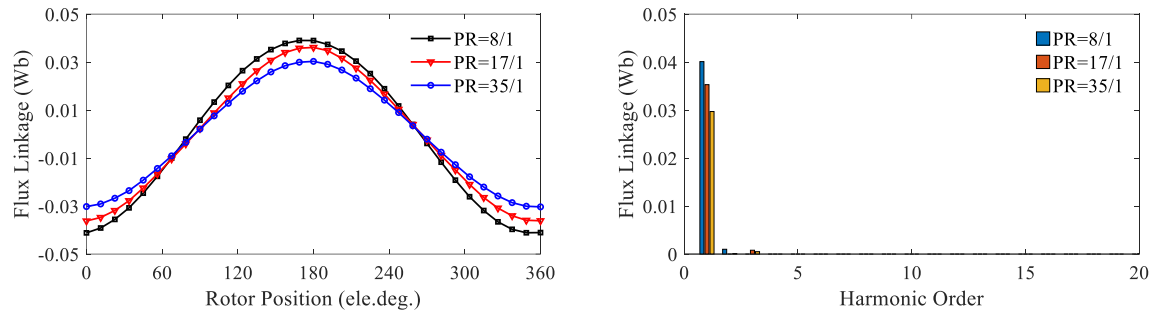 0.05
0.03
0.01
-0.01
-0.03
-0.05
Flux Linkage (Wb)
0 60 120 180 240 300 360
Rotor Position (ele.deg.)
PR=8/1
PR=17/1
PR=35/1
0.05
0.04
0.03
0.02
0.01
0
Flux Linkage (Wb)
0 5 10 15 20
Harmonic Order
PR=8/1
PR=17/1
PR=35/1